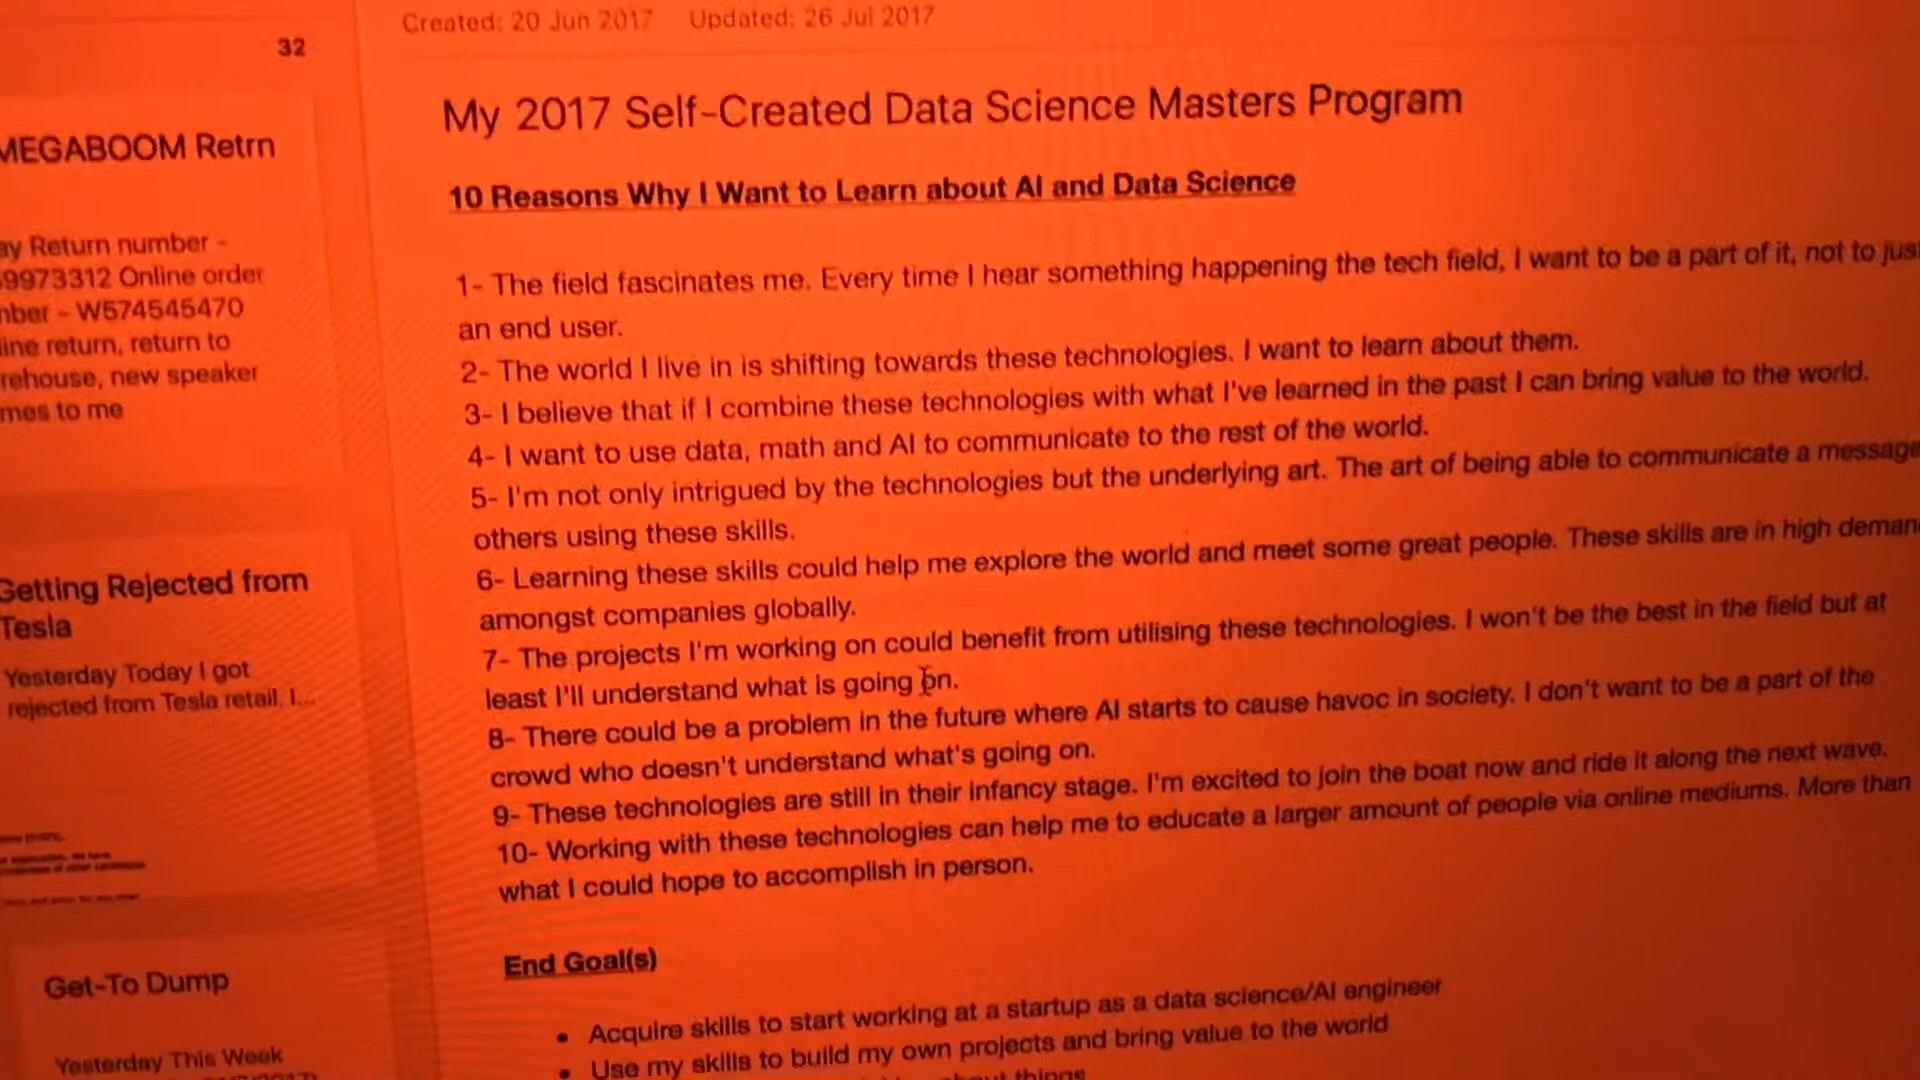 32
MEGABOOM Retrn
Return number -
9973312 Online order
- W574545470
return, return to
new speaker
to me
Getting Rejected from
Tesla
Yesterday Today I got
rejected from Tesla retail. I...
Get-To Dump
Yesterday This Week
Created: 20 Jun 2017 Updated: 26 Jul 2017
My 2017 Self-Created Data Science Masters Program
10 Reasons Why I Want to Learn about AI and Data Science
1- The field fascinates me. Every time I hear something happening the tech field, I want to be a part of it, not to just
an end user.
2- The world I live in is shifting towards these technologies. I want to learn about them.
3- I believe that if I combine these technologies with what I've learned in the past I can bring value to the world.
4- I want to use data, math and AI to communicate to the rest of the world.
5- I'm not only intrigued by the technologies but the underlying art. The art of being able to communicate a message
others using these skills.
6- Learning these skills could help me explore the world and meet some great people. These skills are in high deman
amongst companies globally.
7- The projects I'm working on could benefit from utilising these technologies. I won't be the best in the field but at
least I'll understand what is going on.
8- There could be a problem in the future where AI starts to cause havoc in society. I don't want to be a part of the
crowd who doesn't understand what's going on.
9- These technologies are still in their infancy stage. I'm excited to join the boat now and ride it along the next wave.
10- Working with these technologies can help me to educate a larger amount of people via online mediums. More than
what I could hope to accomplish in person.
End Goal(s)
• Acquire skills to start working at a startup as a data science/AI engineer
• Use my skills to build my own projects and bring value to the world
things